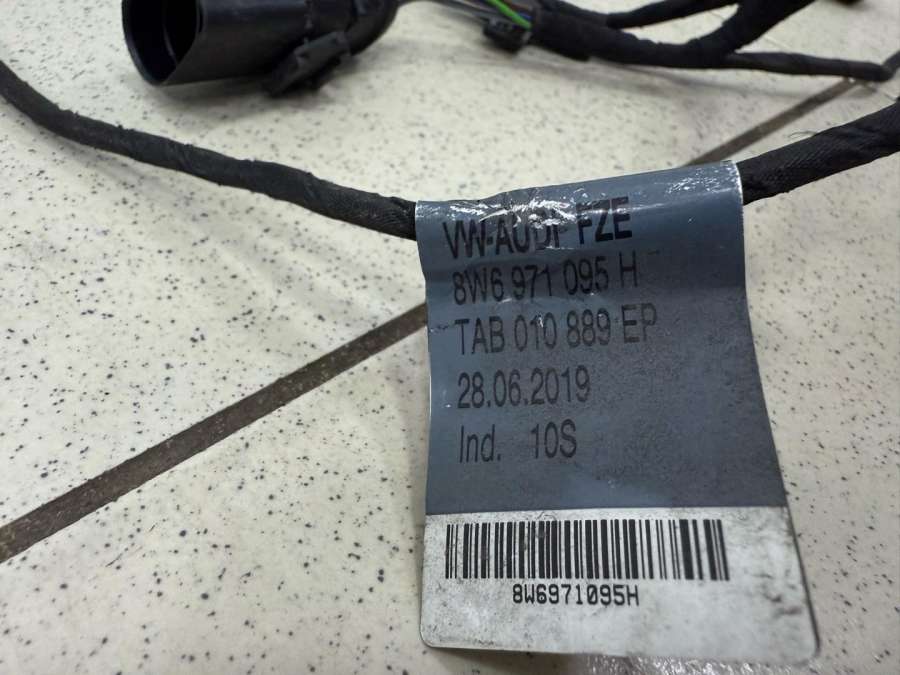 VW-AUDI FZE
8W6 971 095 H
TAB 010 889 EP
28.06.2019
Ind. 10S
8W6971095H